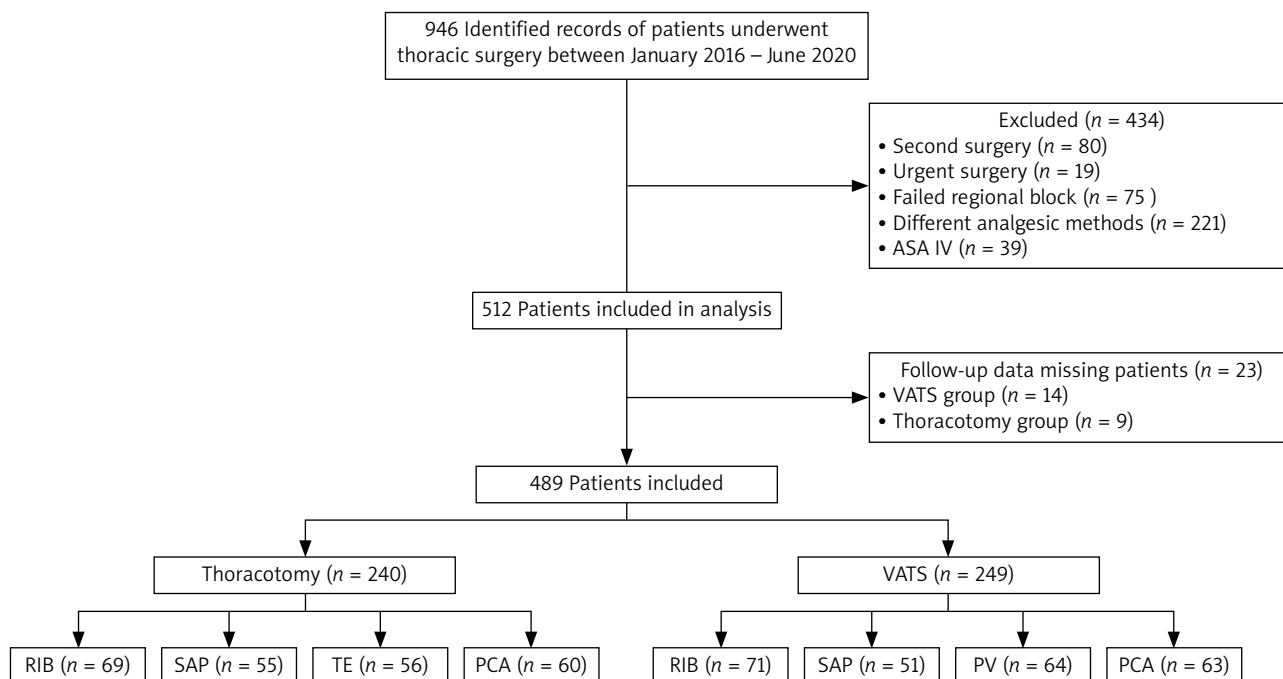 946 Identified records of patients underwent
thoracic surgery between January 2016 – June 2020
Excluded (n = 434)
• Second surgery (n = 80)
• Urgent surgery (n = 19)
• Failed regional block (n = 75 )
• Different analgesic methods (n = 221)
• ASA IV (n = 39)
512 Patients included in analysis
Follow-up data missing patients (n = 23)
• VATS group (n = 14)
• Thoracotomy group (n = 9)
489 Patients included
Thoracotomy (n = 240)
VATS (n = 249)
RIB (n = 69)
SAP (n = 55)
TE (n = 56)
PCA (n = 60)
RIB (n = 71)
SAP (n = 51)
PV (n = 64)
PCA (n = 63)